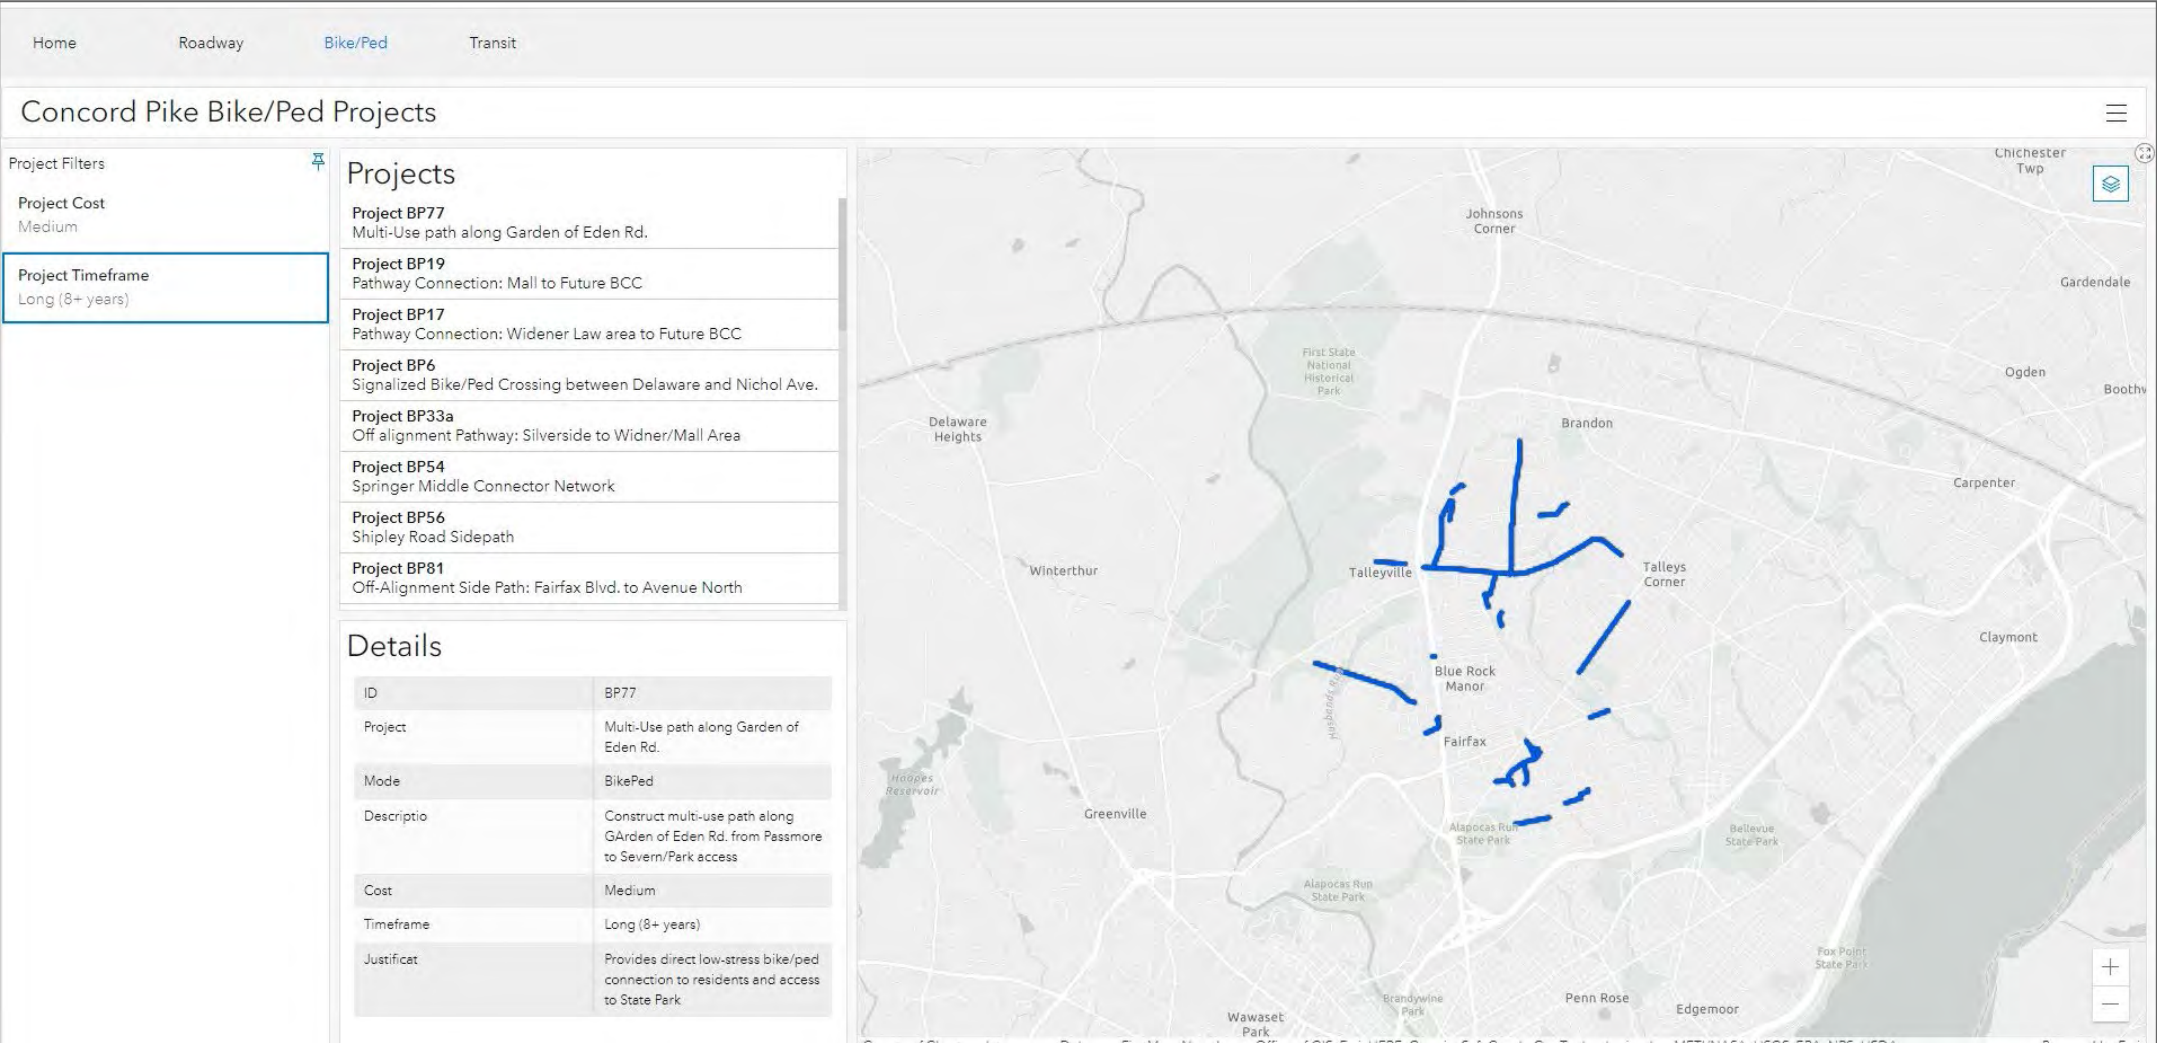 Home
Roadway
Bike/Ped
Transit
Concord Pike Bike/Ped Projects
Project Filters
Project Cost
Medium
Project Timeframe
Long (8+ years)
Projects
Project BP77
Multi-Use path along Garden of Eden Rd.
Project BP19
Pathway Connection: Mall to Future BCC
Project BP17
Pathway Connection: Widener Law area to Future BCC
Project BP6
Signalized Bike/Ped Crossing between Delaware and Nichol Ave.
Project BP33a
Off alignment Pathway: Silverside to Widner/Mall Area
Project BP54
Springer Middle Connector Network
Project BP56
Shipley Road Sidepath
Project BP81
Off-Alignment Side Path: Fairfax Blvd. to Avenue North
Details
ID
BP77
Project
Multi-Use path along Garden of
Eden Rd.
Mode
BikePed
Descriptio
Construct multi-use path along
GArden of Eden Rd. from Passmore
to Severn/Park access
Cost
Medium
Timeframe
Long (8+ years)
Justificat
Provides direct low-stress bike/ped
connection to residents and access
to State Park
Chichester
Twp
Johnsons
Corner
Gardendale
First State
National
Historical
Park
Ogden
Boothw
Delaware
Heights
Brandon
Carpenter
Winterthur
Talleyville
Talleys
Corner
Claymont
Blue Rock
Manor
Husbands Run
Fairfax
Hoopes
Reservoir
Greenville
Alapocas Run
State Park
Bellevue
State Park
Alapocas Run
State Park
Fox Point
State Park
Brandywine
Park
Penn Rose
Edgemoor
Wawaset
Park